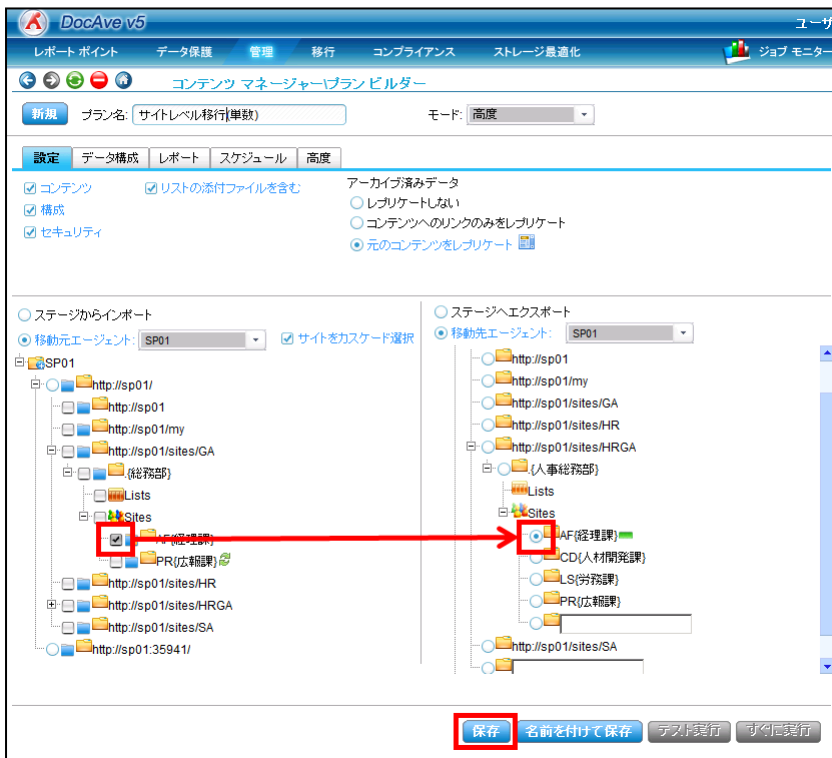 DocAve v5
ユーザ
レポート ポイント データ保護 管理 移行 コンプライアンス ストレージ最適化 ジョブ モニター
コンテンツ マネージャー\プラン ビルダー
新規 プラン名: サイトレベル移行(単数) モード: 高度
設定 データ構成 レポート スケジュール 高度
コンテンツ リストの添付ファイルを含む アーカイブ済みデータ
構成 レプリケートしない
セキュリティ コンテンツへのリンクのみをレプリケート
元のコンテンツをレプリケート
ステージからインポート
移動元エージェント: SP01 サイトをカスケード選択
SP01
http://sp01/
http://sp01
http://sp01/my
http://sp01/sites/GA
.{総務部}
Lists
Sites
AF{経理課}
PR{広報課}
http://sp01/sites/HR
http://sp01/sites/HRGA
http://sp01/sites/SA
http://sp01:35941/
ステージへエクスポート
移動先エージェント: SP01
http://sp01
http://sp01/my
http://sp01/sites/GA
http://sp01/sites/HR
http://sp01/sites/HRGA
.{人事総務部}
Lists
Sites
AF{経理課}
CD{人材開発課}
LS{労務課}
PR{広報課}
http://sp01/sites/SA
保存 名前を付けて保存 テスト実行 すぐに実行